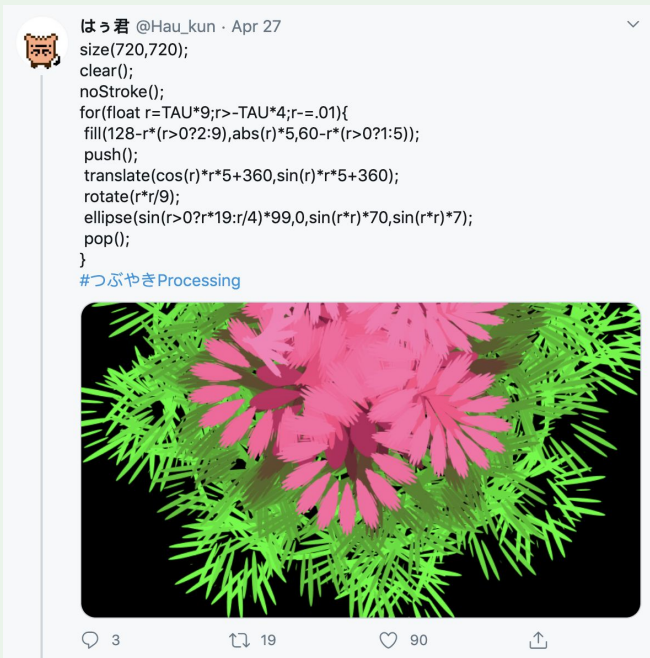 はぅ君 @Hau_kun · Apr 27
size(720,720);
clear();
noStroke();
for(float r=TAU*9;r>-TAU*4;r-=.01){
fill(128-r*(r>0?2:9),abs(r)*5,60-r*(r>0?1:5));
push();
translate(cos(r)*r*5+360,sin(r)*r*5+360);
rotate(r*r/9);
ellipse(sin(r>0?r*19:r/4)*99,0,sin(r*r)*70,sin(r*r)*7);
pop();
}
#つぶやきProcessing
3 19 90